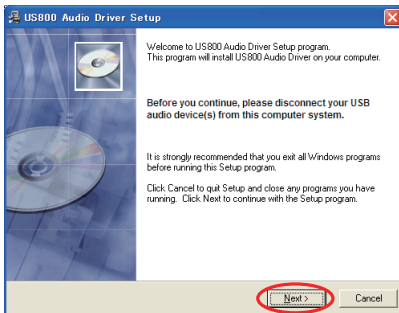 US800 Audio Driver Setup
Welcome to US800 Audio Driver Setup program.
This program will install US800 Audio Driver on your computer.
Before you continue, please disconnect your USB
audio device(s) from this computer system.
It is strongly recommended that you exit all Windows programs
before running this Setup program.
Click Cancel to quit Setup and close any programs you have
running. Click Next to continue with the Setup program.
Next > Cancel